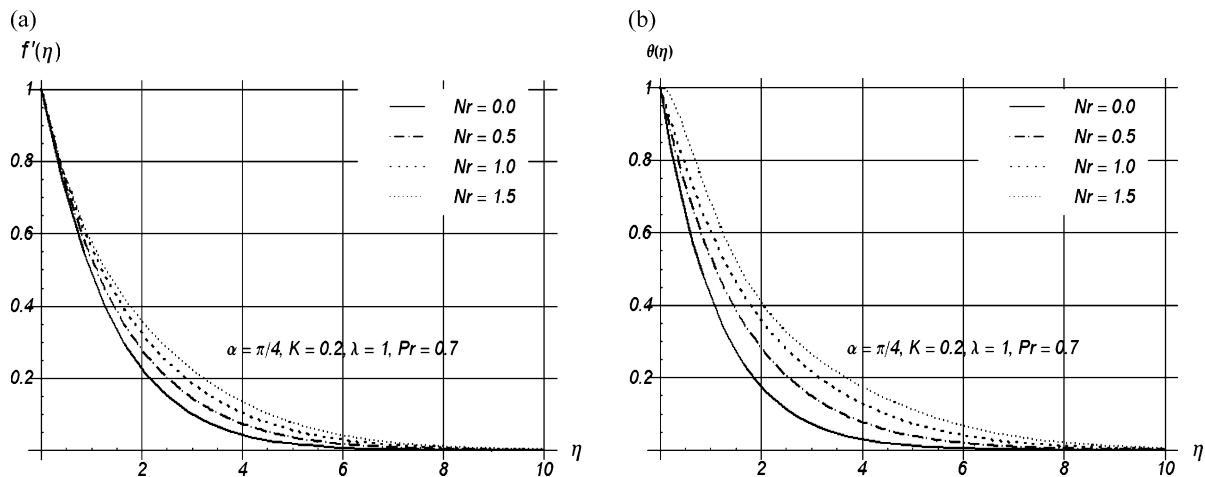 (a)
f'(η)
1
0.8
0.6
0.4
0.2
2
4
6
8
10
η
Nr = 0.0
Nr = 0.5
Nr = 1.0
Nr = 1.5
α = π/4, K = 0.2, λ = 1, Pr = 0.7
(b)
θ(η)
1
0.8
0.6
0.4
0.2
2
4
6
8
10
η
Nr = 0.0
Nr = 0.5
Nr = 1.0
Nr = 1.5
α = π/4, K = 0.2, λ = 1, Pr = 0.7